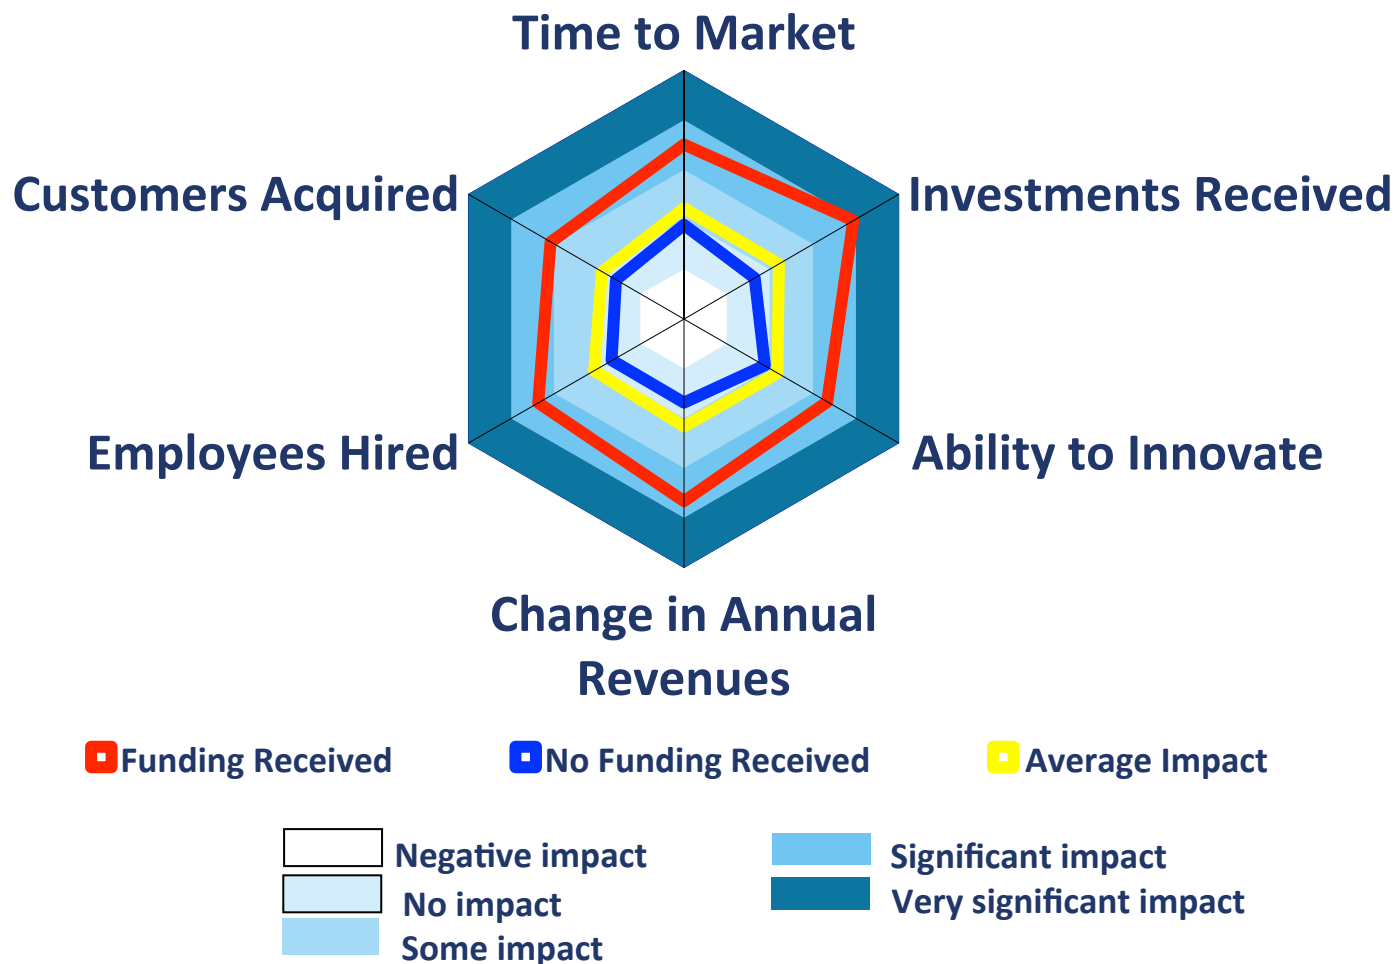 Time to Market
Customers Acquired
Investments Received
Employees Hired
Ability to Innovate
Change in Annual
Revenues
Funding Received
No Funding Received
Average Impact
Negative impact
Significant impact
No impact
Very significant impact
Some impact